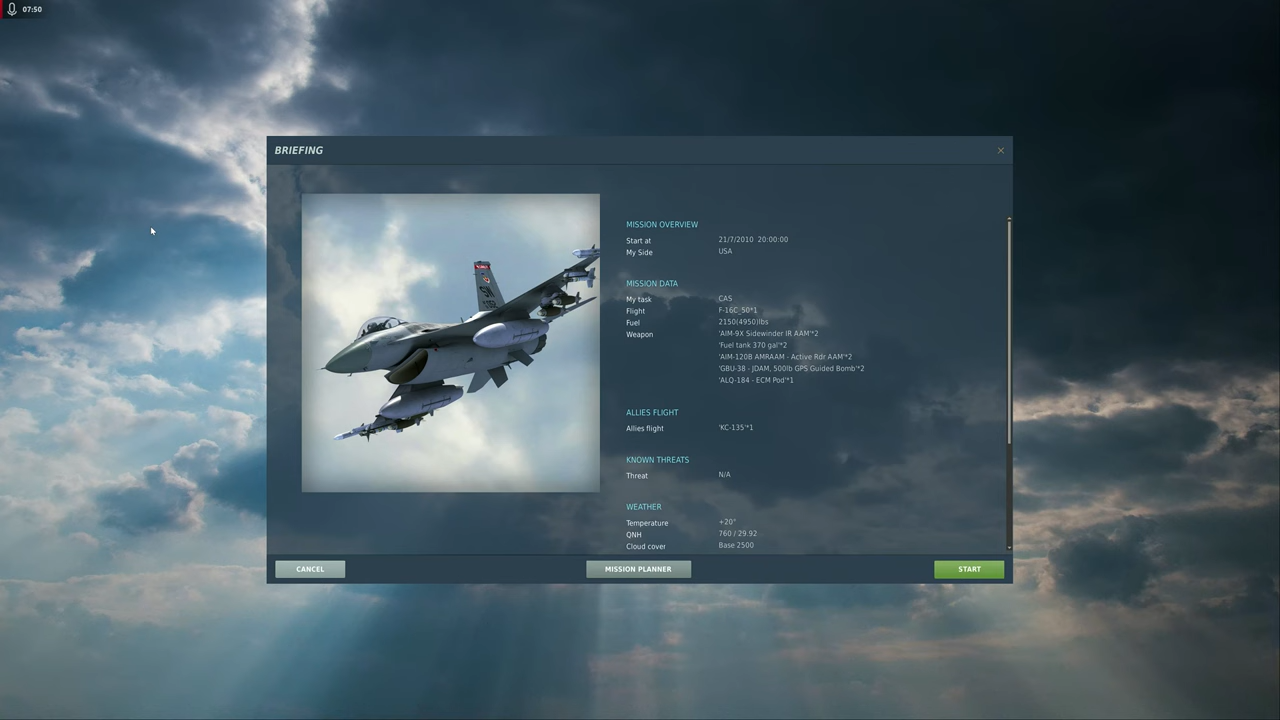 07:50
BRIEFING
MISSION OVERVIEW
Start at 21/7/2010 20:00:00
My Side USA
MISSION DATA
My task CAS
Flight F-16C_50*1
Fuel 2150(4950)lbs
Weapon 'AIM-9X Sidewinder IR AAM'*2
'Fuel tank 370 gal'*2
'AIM-120B AMRAAM - Active Rdr AAM'*2
'GBU-38 - JDAM, 500lb GPS Guided Bomb'*2
'ALQ-184 - ECM Pod'*1
ALLIES FLIGHT
Allies flight 'KC-135'*1
KNOWN THREATS
Threat N/A
WEATHER
Temperature +20°
QNH 760 / 29.92
Cloud cover Base 2500
CANCEL
MISSION PLANNER
START